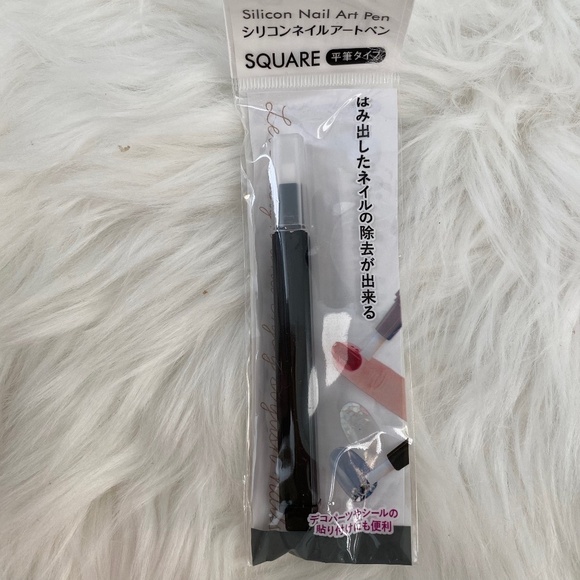 Silicon Nail Art Pen
シリコンネイルアートペン
SQUARE 平筆タイプ
はみ出したネイルの除去が出来る
デコパーツやシールの
貼り付けにも便利